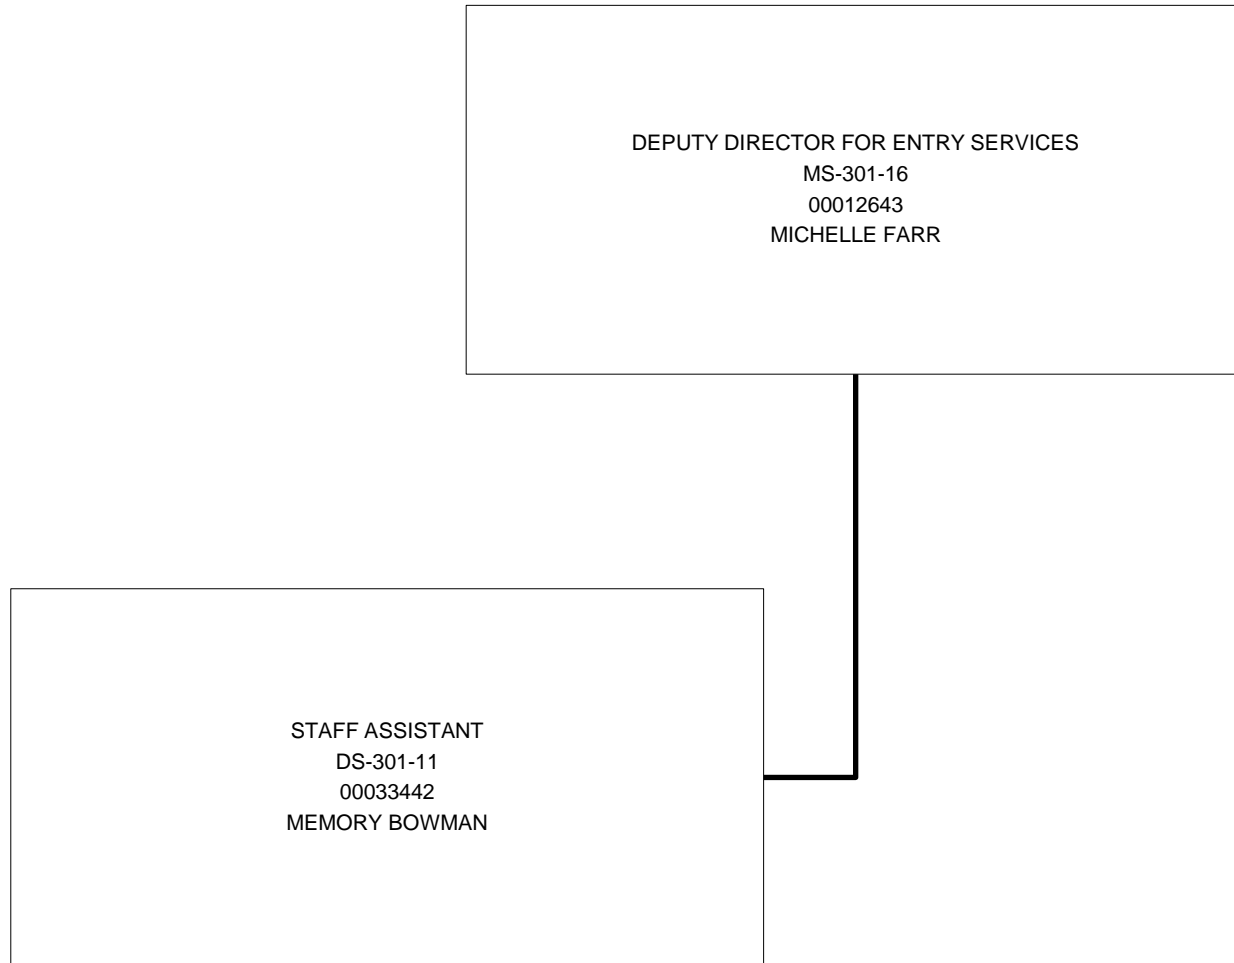 DEPUTY DIRECTOR FOR ENTRY SERVICES
MS-301-16
00012643
MICHELLE FARR
STAFF ASSISTANT
DS-301-11
00033442
MEMORY BOWMAN